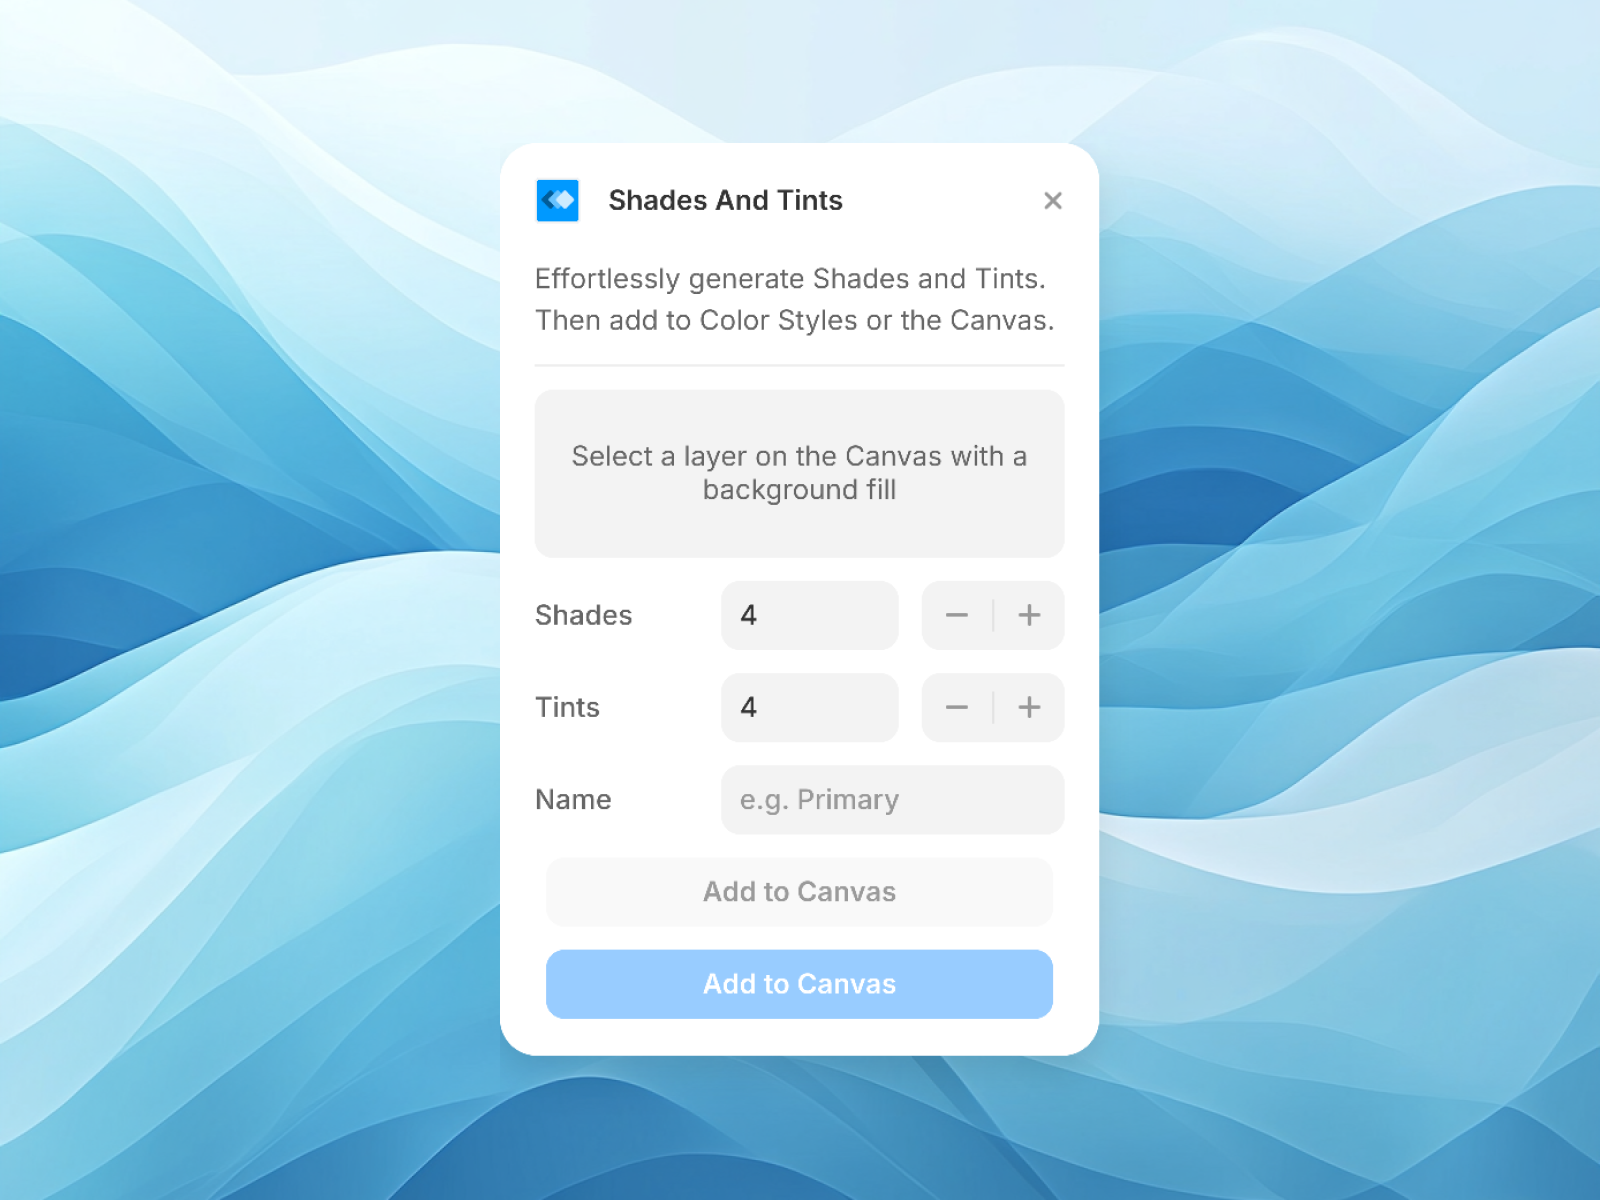 Shades And Tints
Effortlessly generate Shades and Tints.
Then add to Color Styles or the Canvas.
Select a layer on the Canvas with a
background fill
Shades
4
Tints
4
Name
e.g. Primary
Add to Canvas
Add to Canvas